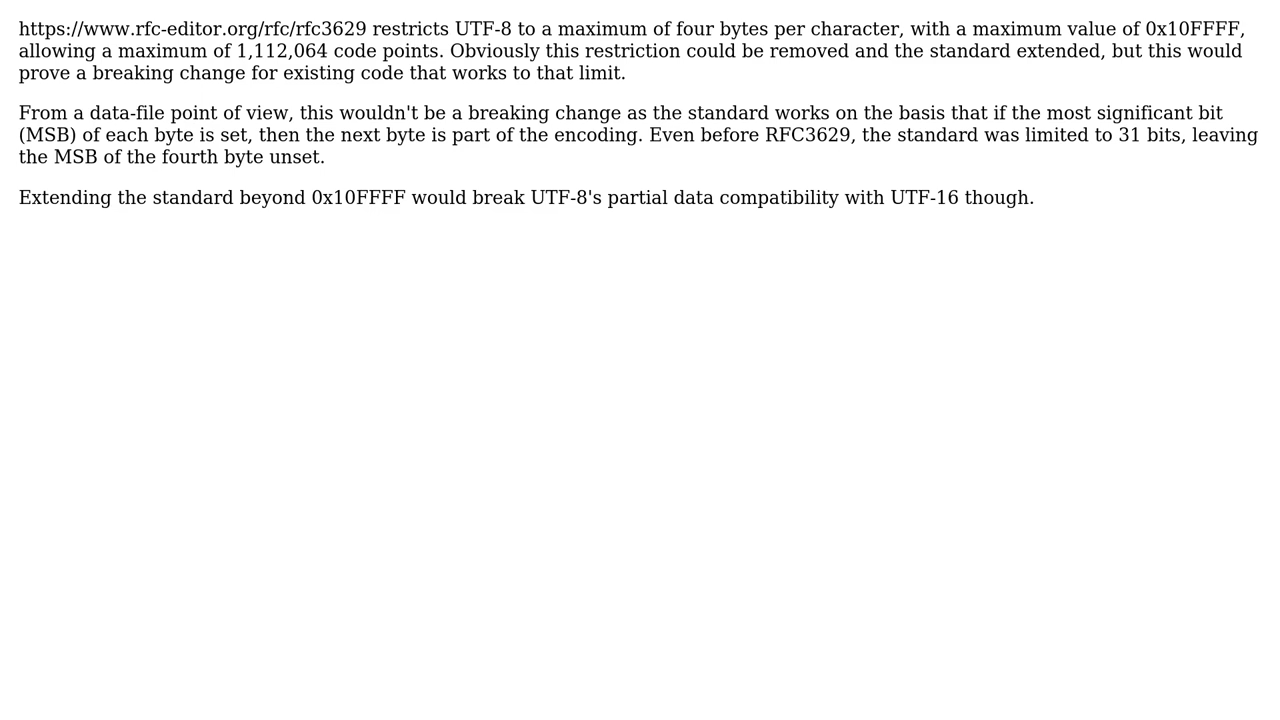 https://www.rfc-editor.org/rfc/rfc3629 restricts UTF-8 to a maximum of four bytes per character, with a maximum value of 0x10FFFF,
allowing a maximum of 1,112,064 code points. Obviously this restriction could be removed and the standard extended, but this would
prove a breaking change for existing code that works to that limit.
From a data-file point of view, this wouldn't be a breaking change as the standard works on the basis that if the most significant bit
(MSB) of each byte is set, then the next byte is part of the encoding. Even before RFC3629, the standard was limited to 31 bits, leaving
the MSB of the fourth byte unset.
Extending the standard beyond 0x10FFFF would break UTF-8's partial data compatibility with UTF-16 though.